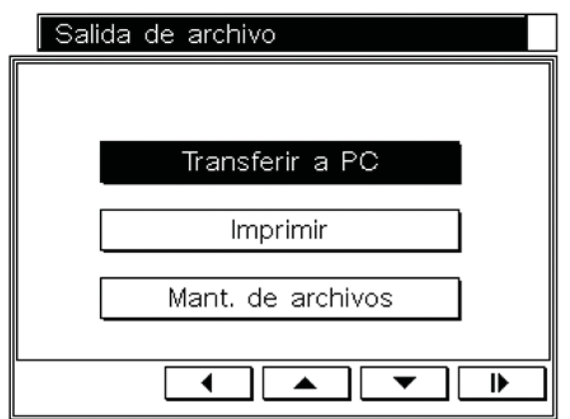 Salida de archivo
Transferir a PC
Imprimir
Mant. de archivos